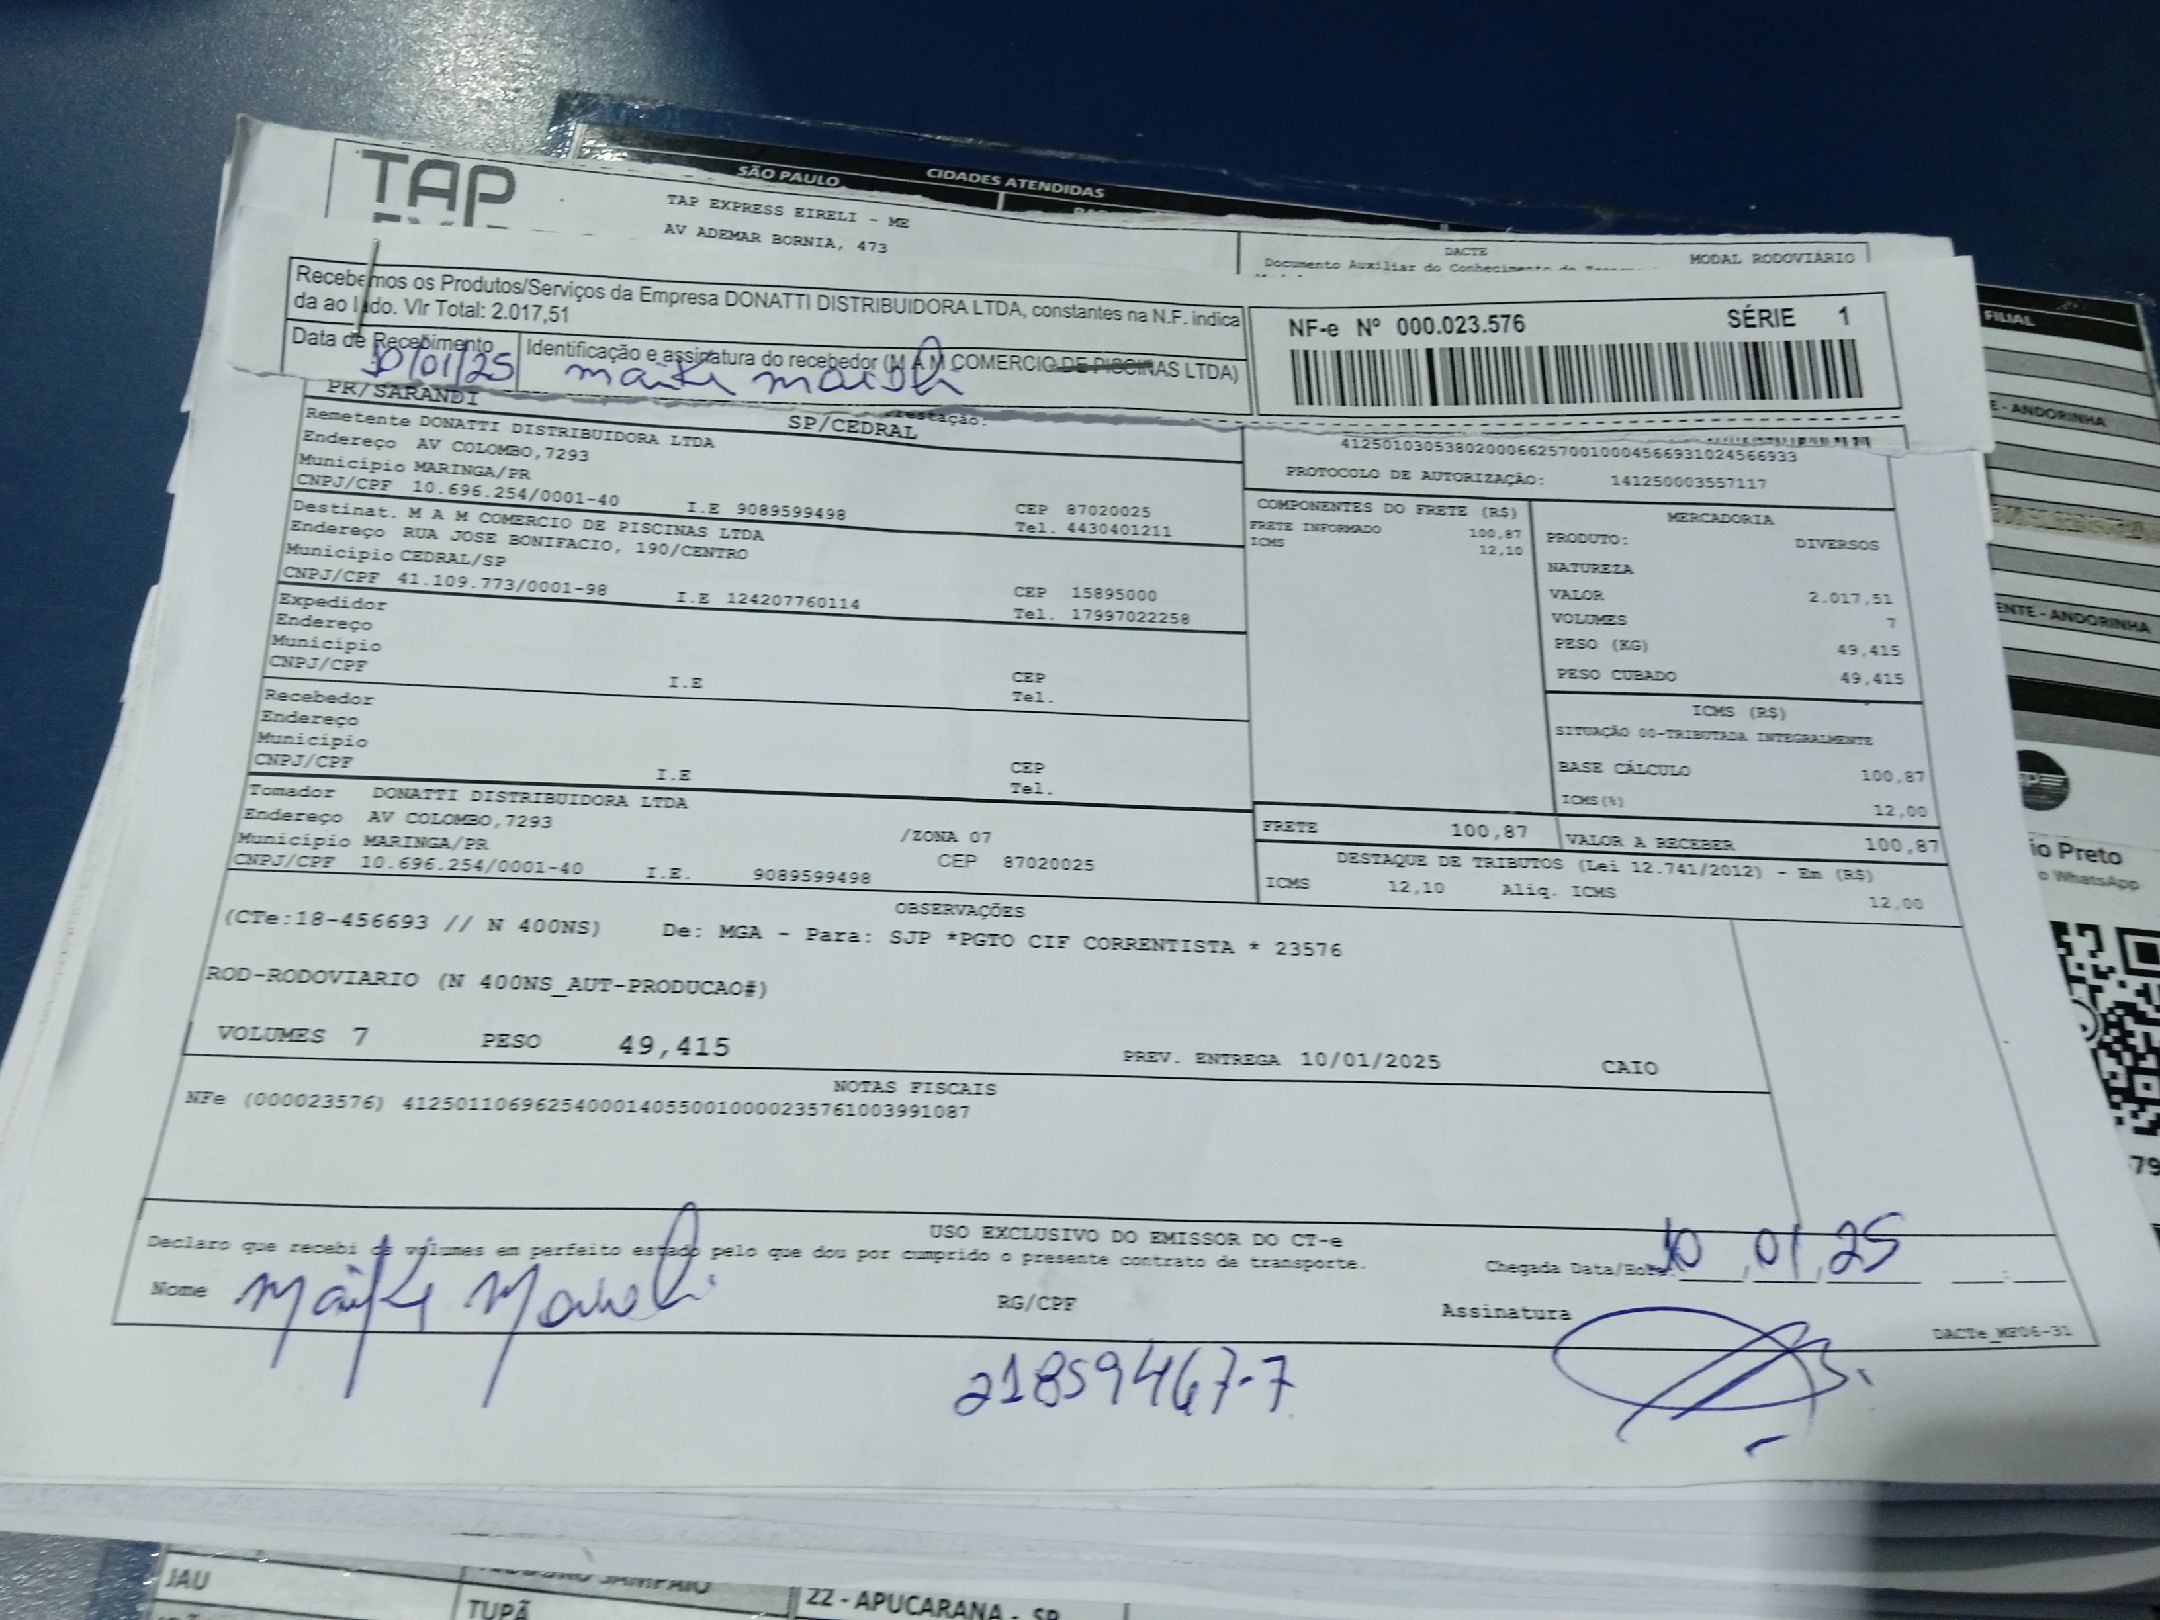 SÃO PAULO
CIDADES ATENDIDAS
TAP
TAP EXPRESS EIRELI - ME
AV ADEMAR BORNIA, 473
DACTE
MODAL RODOVIÁRIO
Documento Auxiliar do Conhecimento de
Recebemos os Produtos/Serviços da Empresa DONATTI DISTRIBUIDORA LTDA, constantes na N.F. indica
da ao lado. Vlr Total: 2.017,51
Data de Recebimento
10/01/25
Identificação e assinatura do recebedor (M A M COMERCIO DE PISCINAS LTDA)
NF-e Nº 000.023.576 SÉRIE 1
PR/SARANDI
SP/CEDRAL
Remetente DONATTI DISTRIBUIDORA LTDA
Endereço AV COLOMBO,7293
Município MARINGA/PR
CNPJ/CPF 10.696.254/0001-40 I.E 9089599498
CEP 87020025
Tel. 4430401211
Destinat. M A M COMERCIO DE PISCINAS LTDA
Endereço RUA JOSE BONIFACIO, 190/CENTRO
Município CEDRAL/SP
CNPJ/CPF 41.109.773/0001-98 I.E 124207760114
CEP 15895000
Tel. 17997022258
Expedidor
Endereço
Município
CNPJ/CPF I.E
CEP
Tel.
Recebedor
Endereço
Município
CNPJ/CPF I.E
CEP
Tel.
Tomador DONATTI DISTRIBUIDORA LTDA
Endereço AV COLOMBO,7293 /ZONA 07
Município MARINGA/PR CEP 87020025
CNPJ/CPF 10.696.254/0001-40 I.E. 9089599498
41250103053802000662570010004566931024566933
PROTOCOLO DE AUTORIZAÇÃO: 141250003557117
COMPONENTES DO FRETE (R$)
FRETE INFORMADO 100,87
ICMS 12,10
MERCADORIA
PRODUTO: DIVERSOS
NATUREZA
VALOR 2.017,51
VOLUMES 7
PESO (KG) 49,415
PESO CUBADO 49,415
ICMS (R$)
SITUAÇÃO 00-TRIBUTADA INTEGRALMENTE
BASE CÁLCULO 100,87
ICMS(%) 12,00
FRETE 100,87
VALOR A RECEBER 100,87
DESTAQUE DE TRIBUTOS (Lei 12.741/2012) - Em (R$)
ICMS 12,10 Aliq. ICMS 12,00
OBSERVAÇÕES
(CTe:18-456693 // N 400NS) De: MGA - Para: SJP *PGTO CIF CORRENTISTA * 23576
ROD-RODOVIARIO (N 400NS_AUT-PRODUCAO#)
VOLUMES 7 PESO 49,415 PREV. ENTREGA 10/01/2025 CAIO
NOTAS FISCAIS
NFe (000023576) 41250110696254000140550010000235761003991087
USO EXCLUSIVO DO EMISSOR DO CT-e
Declaro que recebi os volumes em perfeito estado pelo que dou por cumprido o presente contrato de transporte.
Chegada Data/Hora: 10, 01, 25
Nome
RG/CPF
21859467-7
Assinatura
DACTe_MP06-31
FILIAL
E - ANDORINHA
ENTE - ANDORINHA
io Preto
o WhatsApp
JAU
TUPÃ
22 - APUCARANA - SP